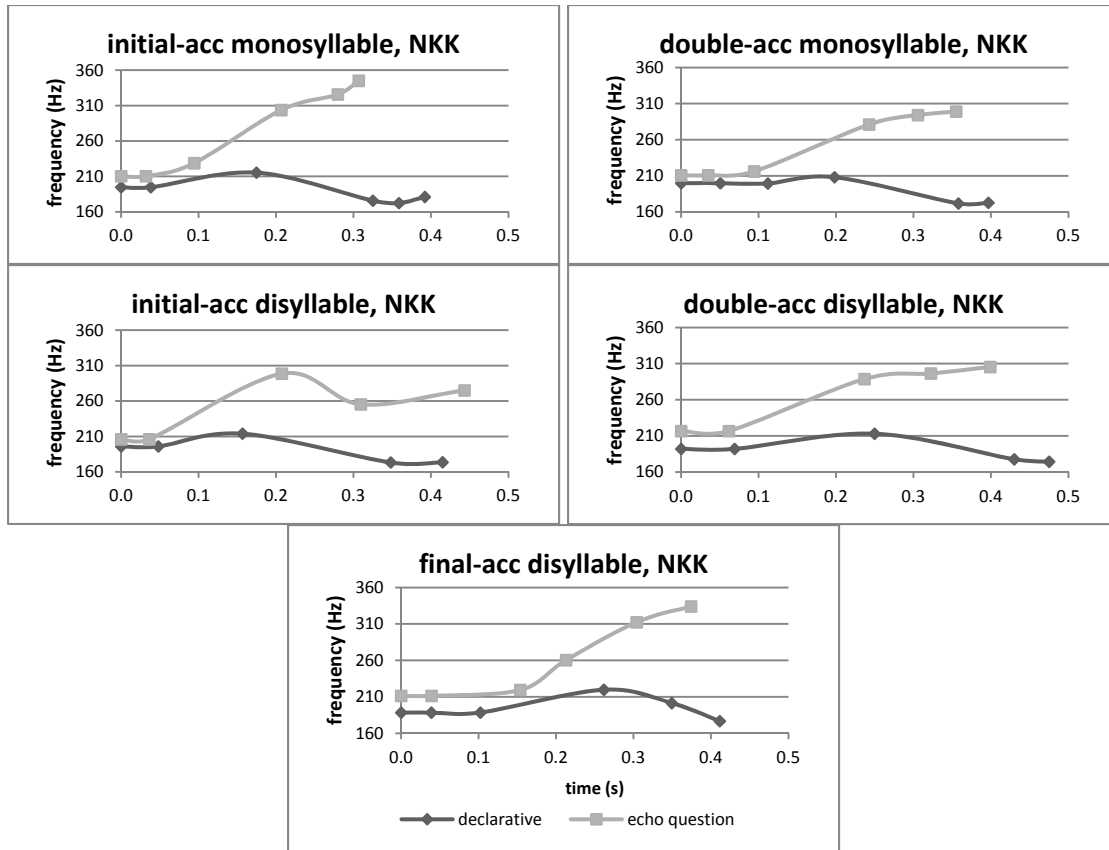 initial-acc monosyllable, NKK
frequency (Hz)
360
310
260
210
160
0.0 0.1 0.2 0.3 0.4 0.5
double-acc monosyllable, NKK
frequency (Hz)
360
310
260
210
160
0.0 0.1 0.2 0.3 0.4 0.5
initial-acc disyllable, NKK
frequency (Hz)
360
310
260
210
160
0.0 0.1 0.2 0.3 0.4 0.5
double-acc disyllable, NKK
frequency (Hz)
360
310
260
210
160
0.0 0.1 0.2 0.3 0.4 0.5
final-acc disyllable, NKK
frequency (Hz)
360
310
260
210
160
0.0 0.1 0.2 0.3 0.4 0.5
time (s)
declarative echo question